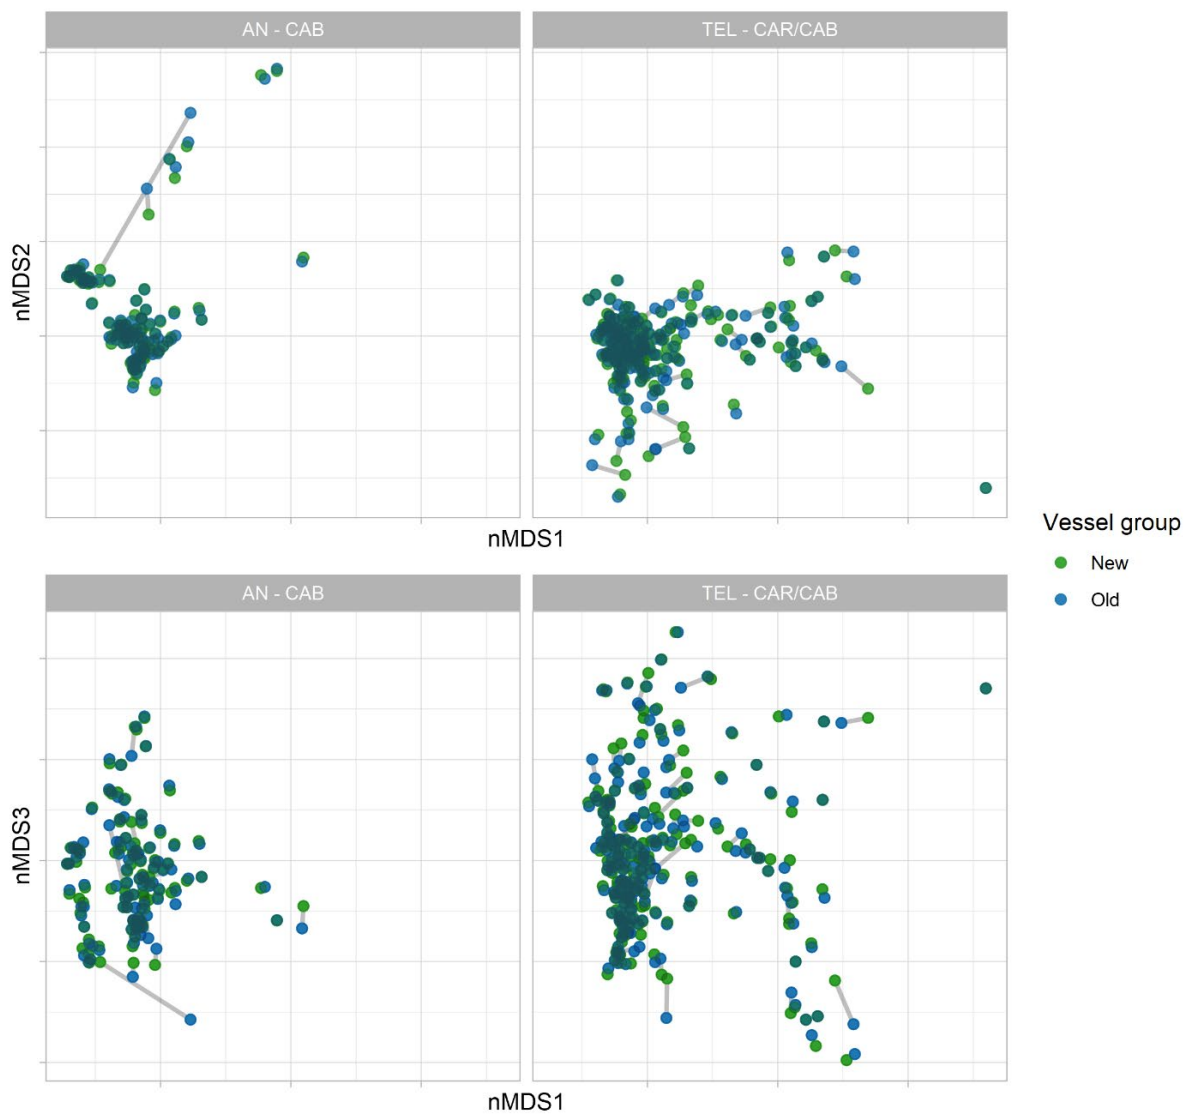 AN - CAB
TEL - CAR/CAB
nMDS2
nMDS1
Vessel group
New
Old
AN - CAB
TEL - CAR/CAB
nMDS3
nMDS1